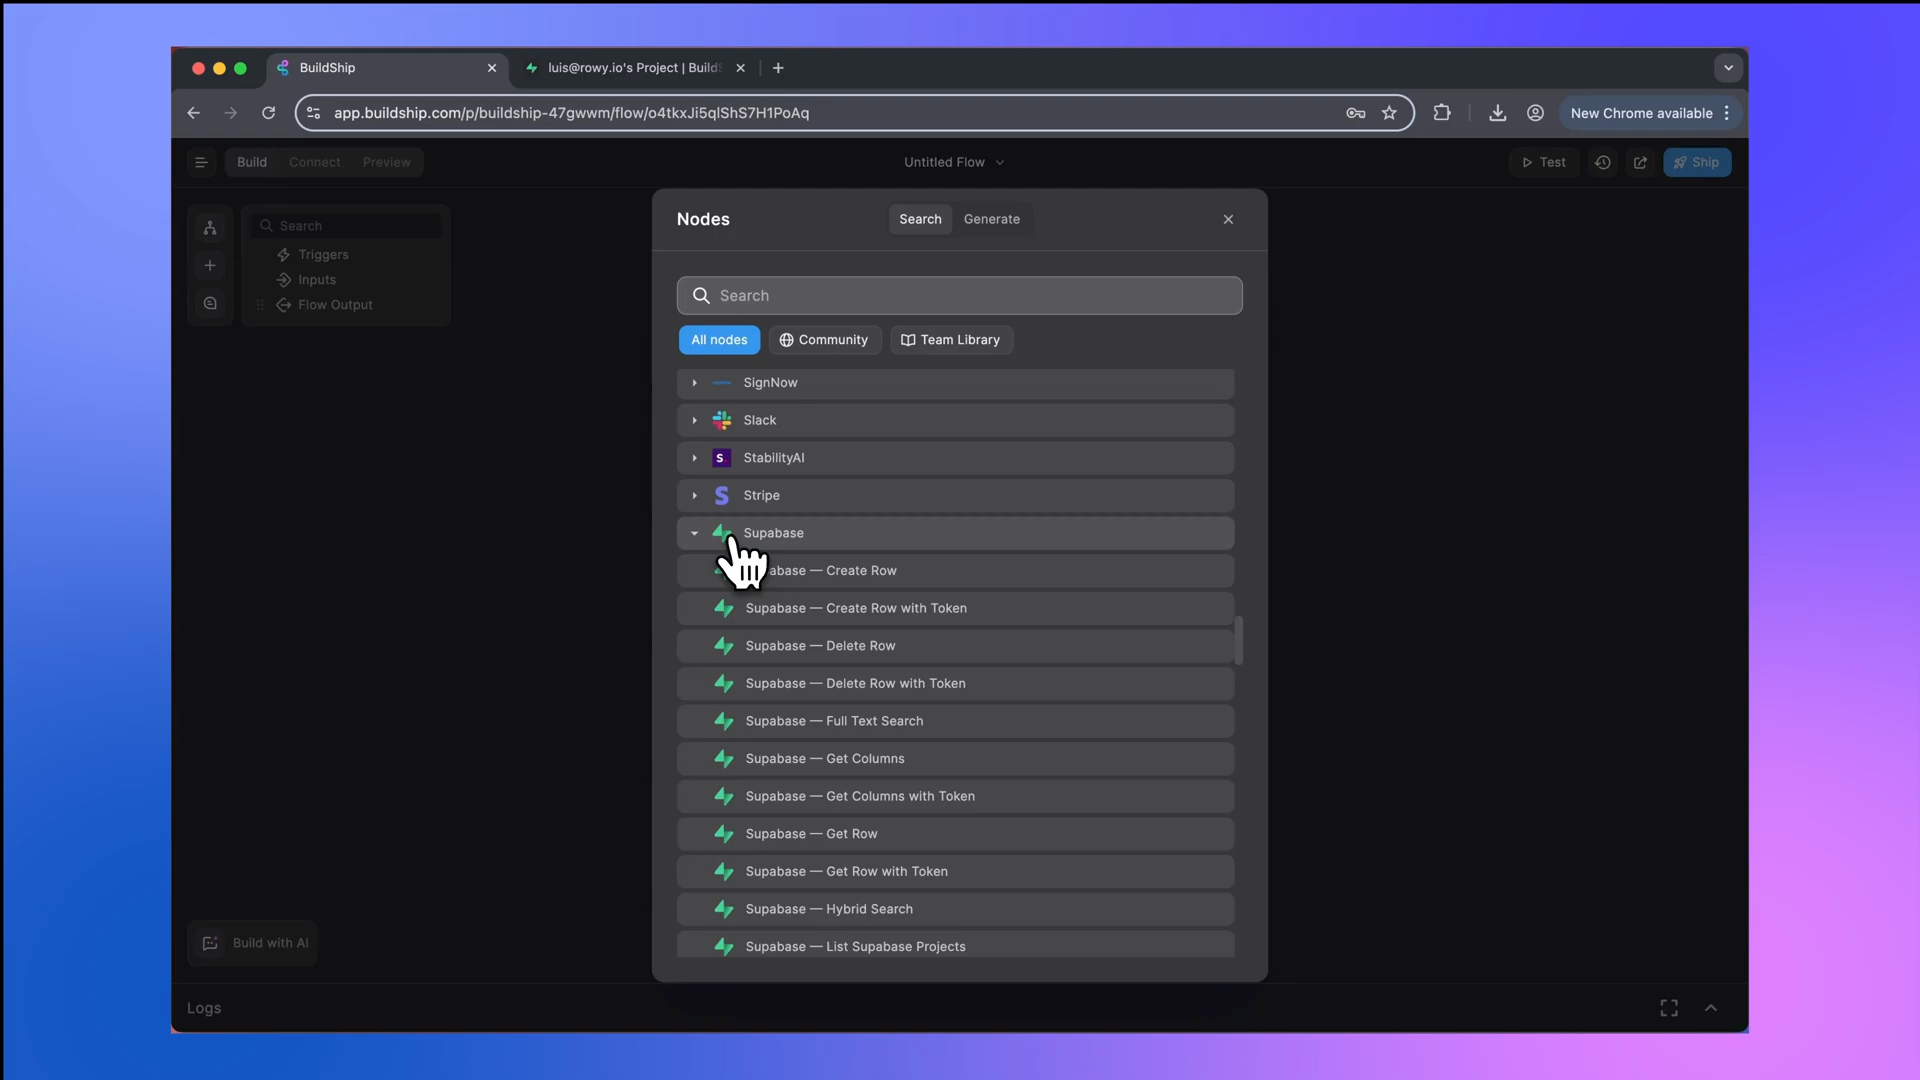 BuildShip
luis@rowy.io's Project | Build
app.buildship.com/p/buildship-47gwwm/flow/o4tkxJi5qlShS7H1PoAq
New Chrome available
Build
Connect
Preview
Untitled Flow
Test
Ship
Search
Triggers
Inputs
Flow Output
Nodes
Search
Generate
Search
All nodes
Community
Team Library
SignNow
Slack
StabilityAI
Stripe
Supabase
abase — Create Row
Supabase — Create Row with Token
Supabase — Delete Row
Supabase — Delete Row with Token
Supabase — Full Text Search
Supabase — Get Columns
Supabase — Get Columns with Token
Supabase — Get Row
Supabase — Get Row with Token
Supabase — Hybrid Search
Supabase — List Supabase Projects
Build with AI
Logs